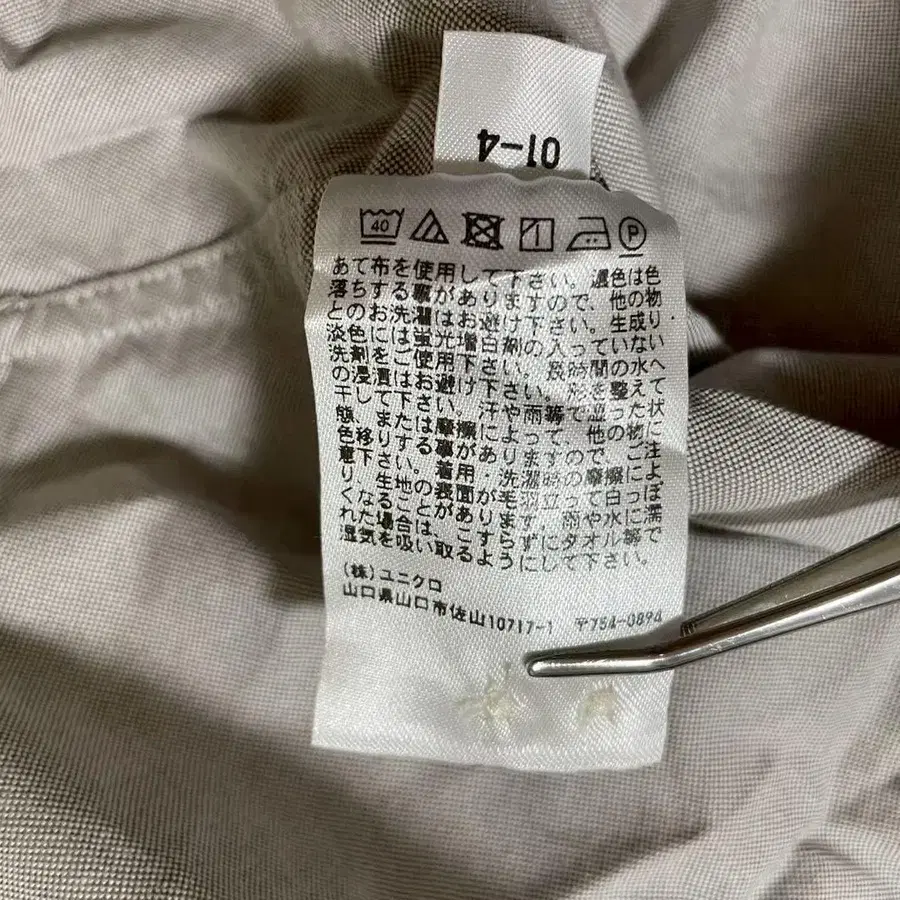 01-4
40
P
あて布を使用して下さい。濃色は色
落ちする事がありますので、他の物
とのお洗濯はお避け下さい。生成り・
淡色には蛍光増白剤の入っていない
洗剤をご使用下さい。長時間の水へ
の浸漬はお避け下さい。形を整えて
干して下さい。汗や雨等で湿った状
態、または摩擦によって、他の物に
色移りする事がありますので、ご注
意下さい。着用・洗濯時の摩擦によ
り、生地の表面が毛羽立って白っぽ
くなることがあります。雨や水に濡
れた場合は、こすらずにタオル等で
湿気を吸い取るようにして下さい。
(株)ユニクロ
山口県山口市佐山10717-1 〒754-0894